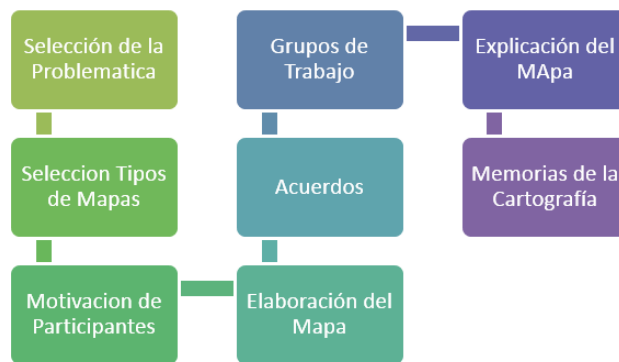 Selección de la
Problematica
Seleccion Tipos
de Mapas
Motivacion de
Participantes
Elaboración del
Mapa
Acuerdos
Grupos de
Trabajo
Explicación del
MApa
Memorias de la
Cartografía